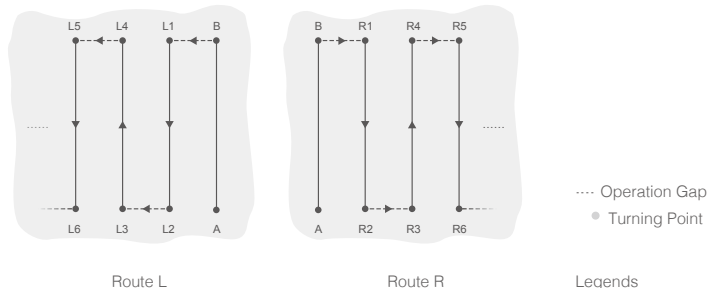 L5 L4 L1 B
L6 L3 L2 A
Route L
B R1 R4 R5
A R2 R3 R6
Route R
Operation Gap
Turning Point
Legends